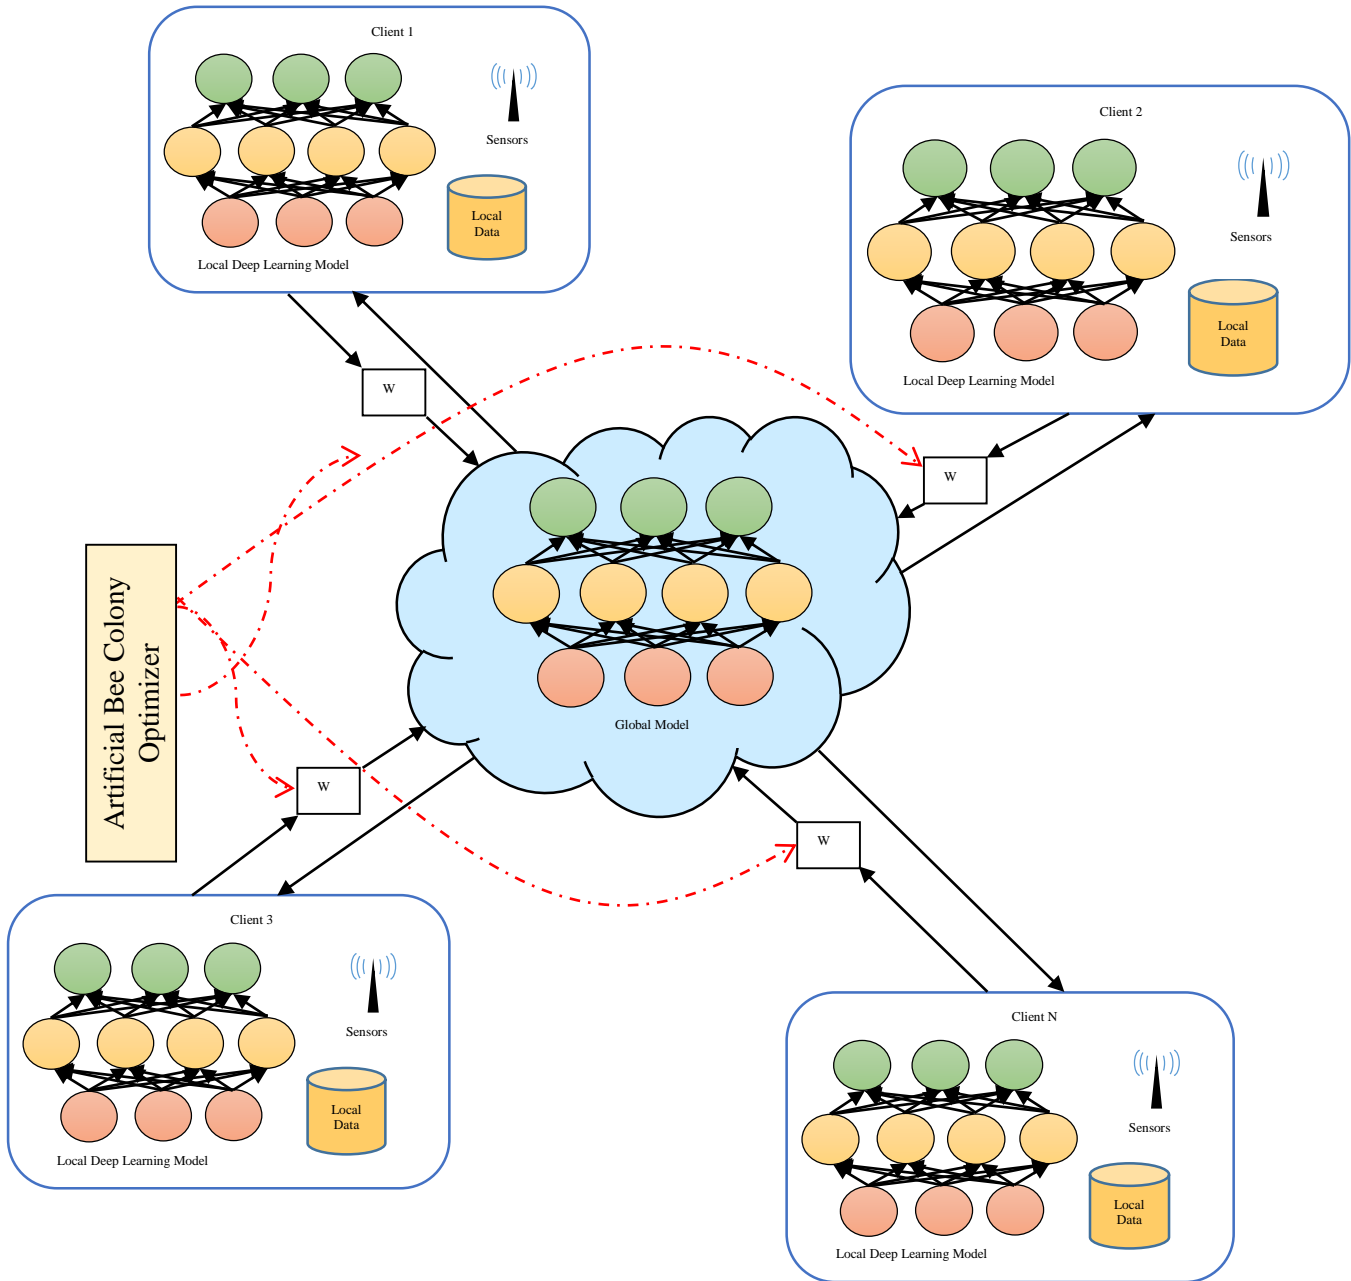 Client 1
Sensors
Local
Data
Local Deep Learning Model
Client 2
Sensors
Local
Data
Local Deep Learning Model
W
W
Artificial Bee Colony
Optimizer
Global Model
W
W
Client 3
Sensors
Local
Data
Local Deep Learning Model
Client N
Sensors
Local
Data
Local Deep Learning Model